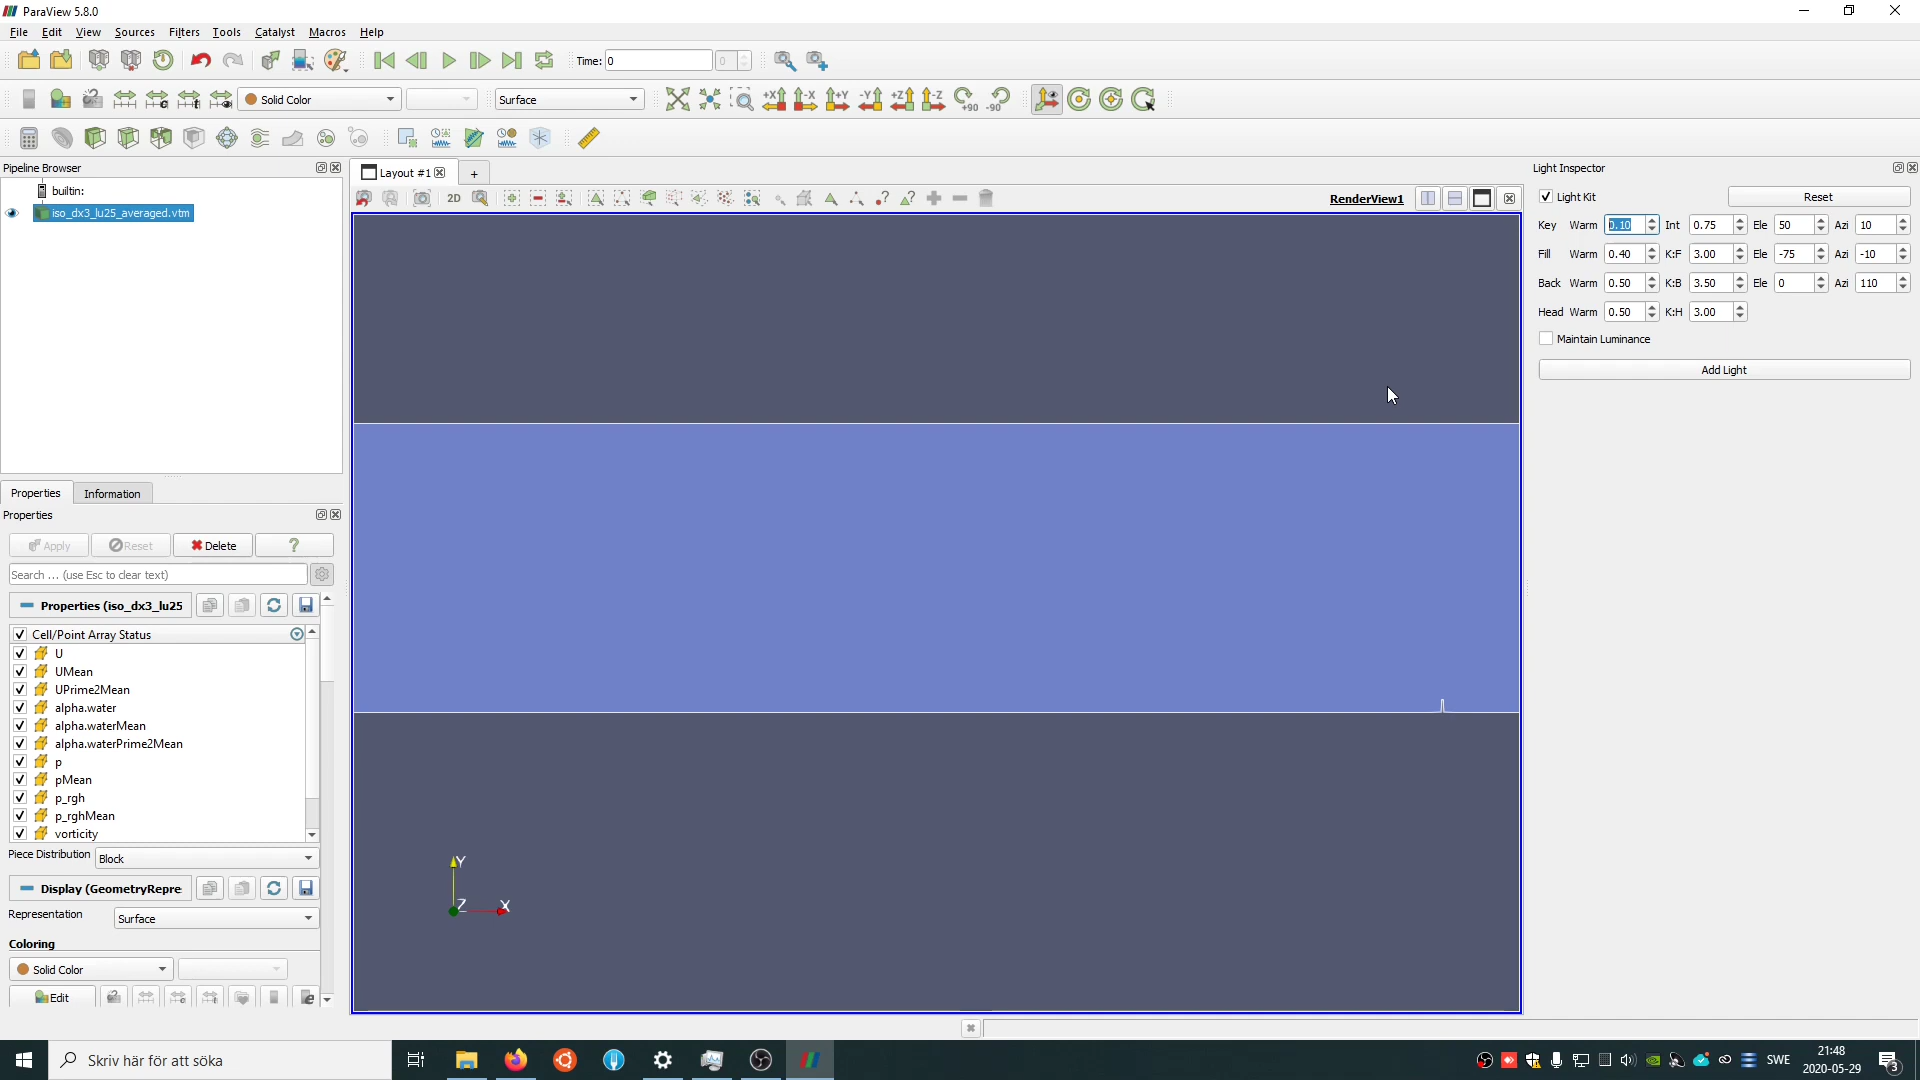 ParaView 5.8.0
File Edit View Sources Filters Tools Catalyst Macros Help
Time: 0 0
Solid Color Surface +X -X +Y -Y +Z -Z +90 -90
Pipeline Browser
builtin:
iso_dx3_lu25_averaged.vtm
Properties Information
Properties
Apply Reset Delete ?
Search ... (use Esc to clear text)
Properties (iso_dx3_lu25
Cell/Point Array Status
U
UMean
UPrime2Mean
alpha.water
alpha.waterMean
alpha.waterPrime2Mean
p
pMean
p_rgh
p_rghMean
vorticity
Piece Distribution Block
Display (GeometryRepre
Representation Surface
Coloring
Solid Color
Edit
Layout #1 +
2D RenderView1
Y
Z X
Light Inspector
Light Kit Reset
Key Warm 0.10 Int 0.75 Ele 50 Azi 10
Fill Warm 0.40 K:F 3.00 Ele -75 Azi -10
Back Warm 0.50 K:B 3.50 Ele 0 Azi 110
Head Warm 0.50 K:H 3.00
Maintain Luminance
Add Light
Skriv här för att söka
SWE
21:48
2020-05-29
3